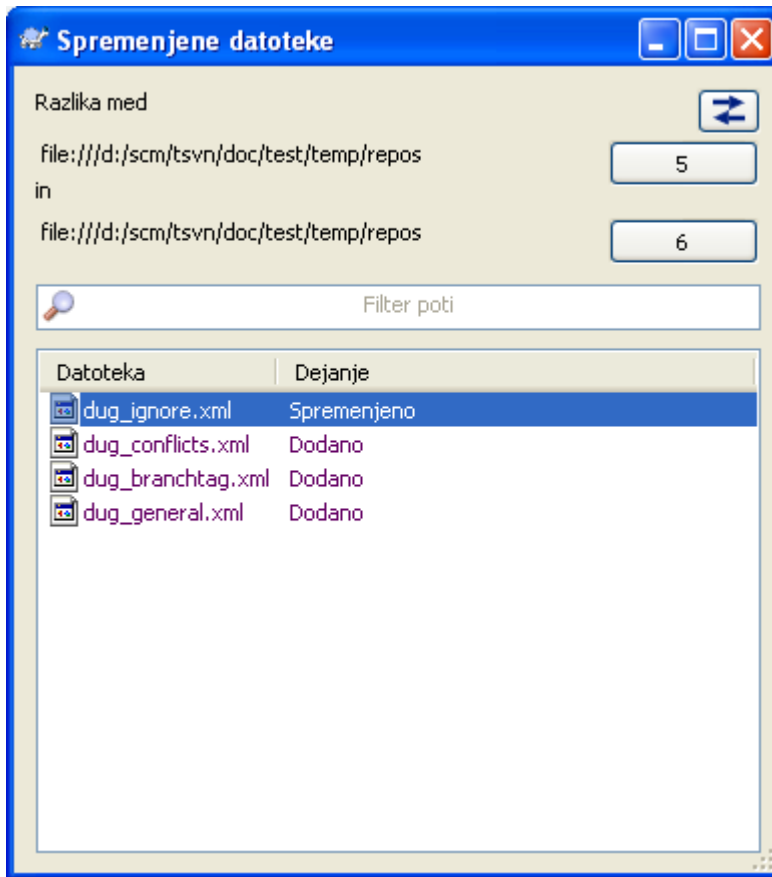 Spremenjene datoteke
Razlika med
file:///d:/scm/tsvn/doc/test/temp/repos 5
in
file:///d:/scm/tsvn/doc/test/temp/repos 6
Filter poti
Datoteka Dejanje
dug_ignore.xml Spremenjeno
dug_conflicts.xml Dodano
dug_branchtag.xml Dodano
dug_general.xml Dodano